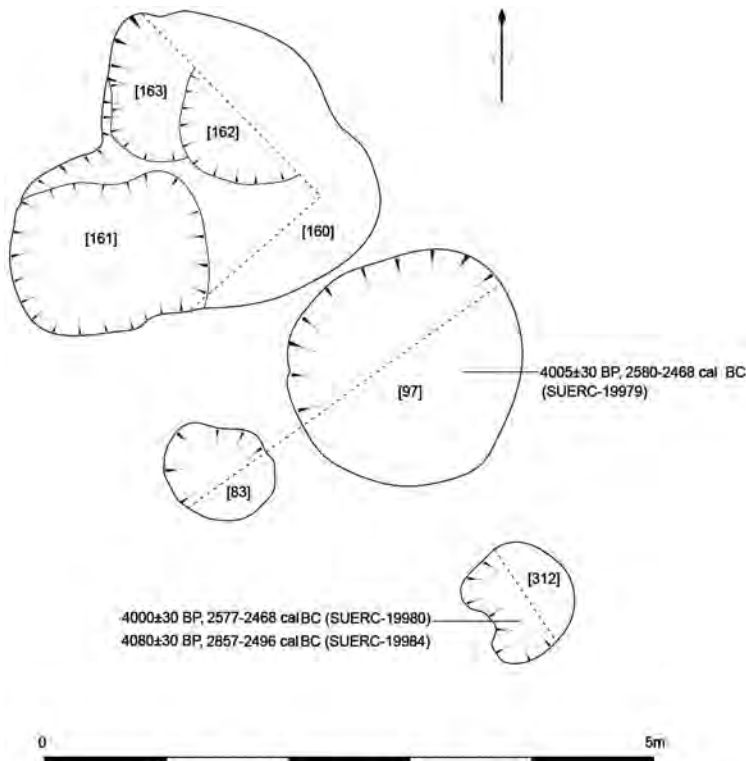 [163]
[162]
[161]
[160]
4005±30 BP, 2580-2468 cal BC
(SUERC-19979)
[97]
[83]
[312]
4000±30 BP, 2577-2468 cal BC (SUERC-19980)
4080±30 BP, 2857-2496 cal BC (SUERC-19984)
0
5m